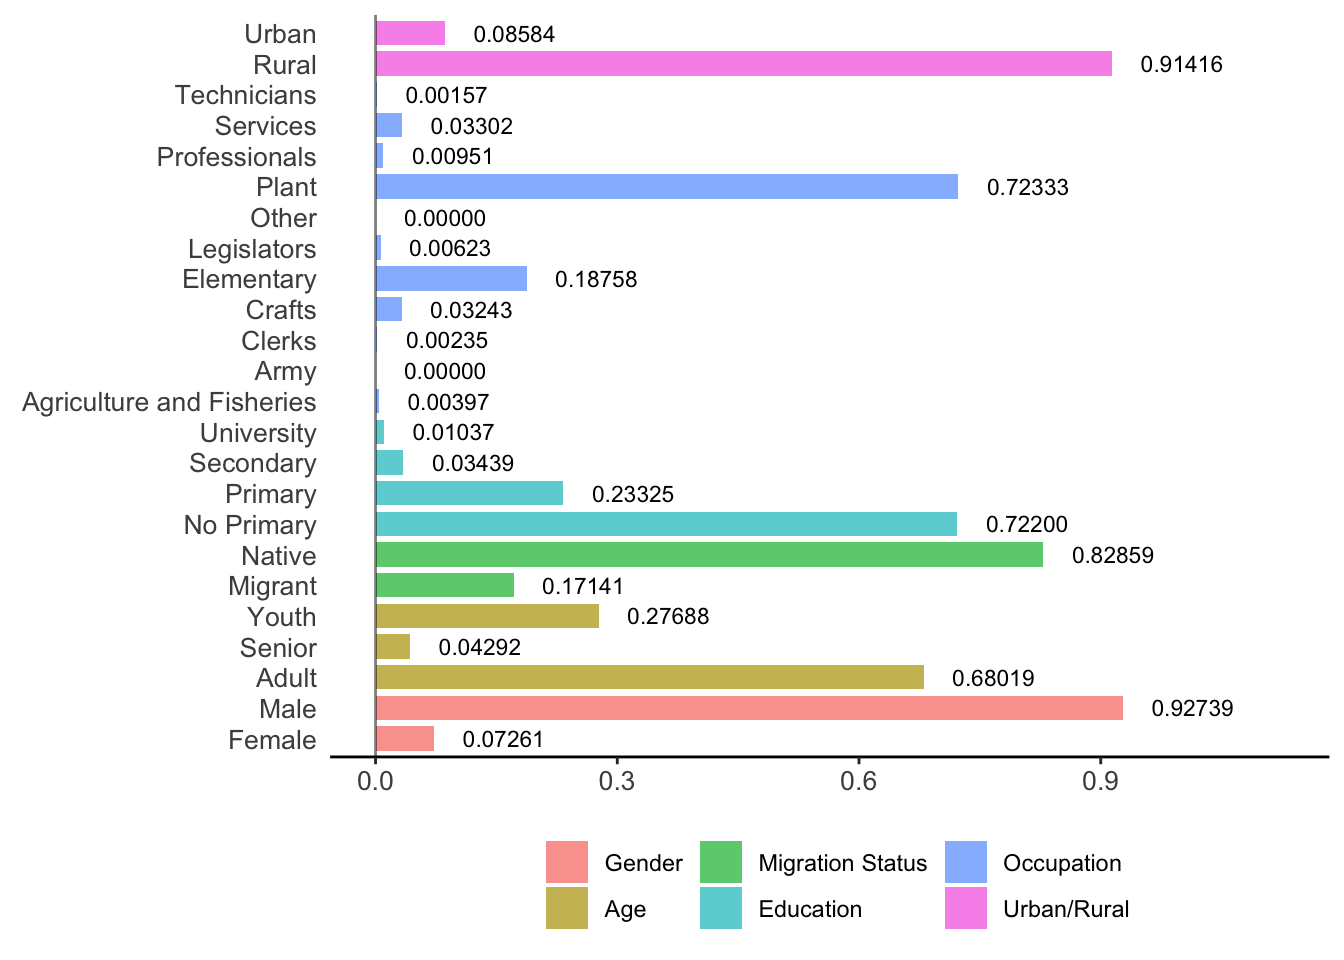 Urban 0.08584
Rural 0.91416
Technicians 0.00157
Services 0.03302
Professionals 0.00951
Plant 0.72333
Other 0.00000
Legislators 0.00623
Elementary 0.18758
Crafts 0.03243
Clerks 0.00235
Army 0.00000
Agriculture and Fisheries 0.00397
University 0.01037
Secondary 0.03439
Primary 0.23325
No Primary 0.72200
Native 0.82859
Migrant 0.17141
Youth 0.27688
Senior 0.04292
Adult 0.68019
Male 0.92739
Female 0.07261
0.0 0.3 0.6 0.9
Gender Migration Status Occupation
Age Education Urban/Rural